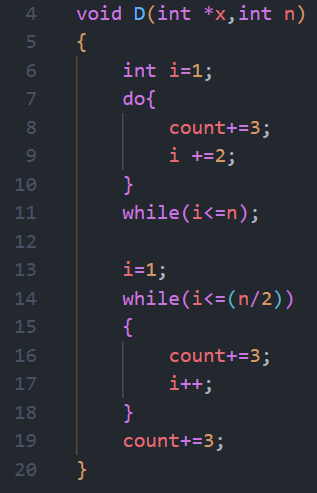 4 void D(int *x,int n)
5 {
6     int i=1;
7     do{
8         count+=3;
9         i +=2;
10     }
11     while(i<=n);
12
13     i=1;
14     while(i<=(n/2))
15     {
16         count+=3;
17         i++;
18     }
19     count+=3;
20 }